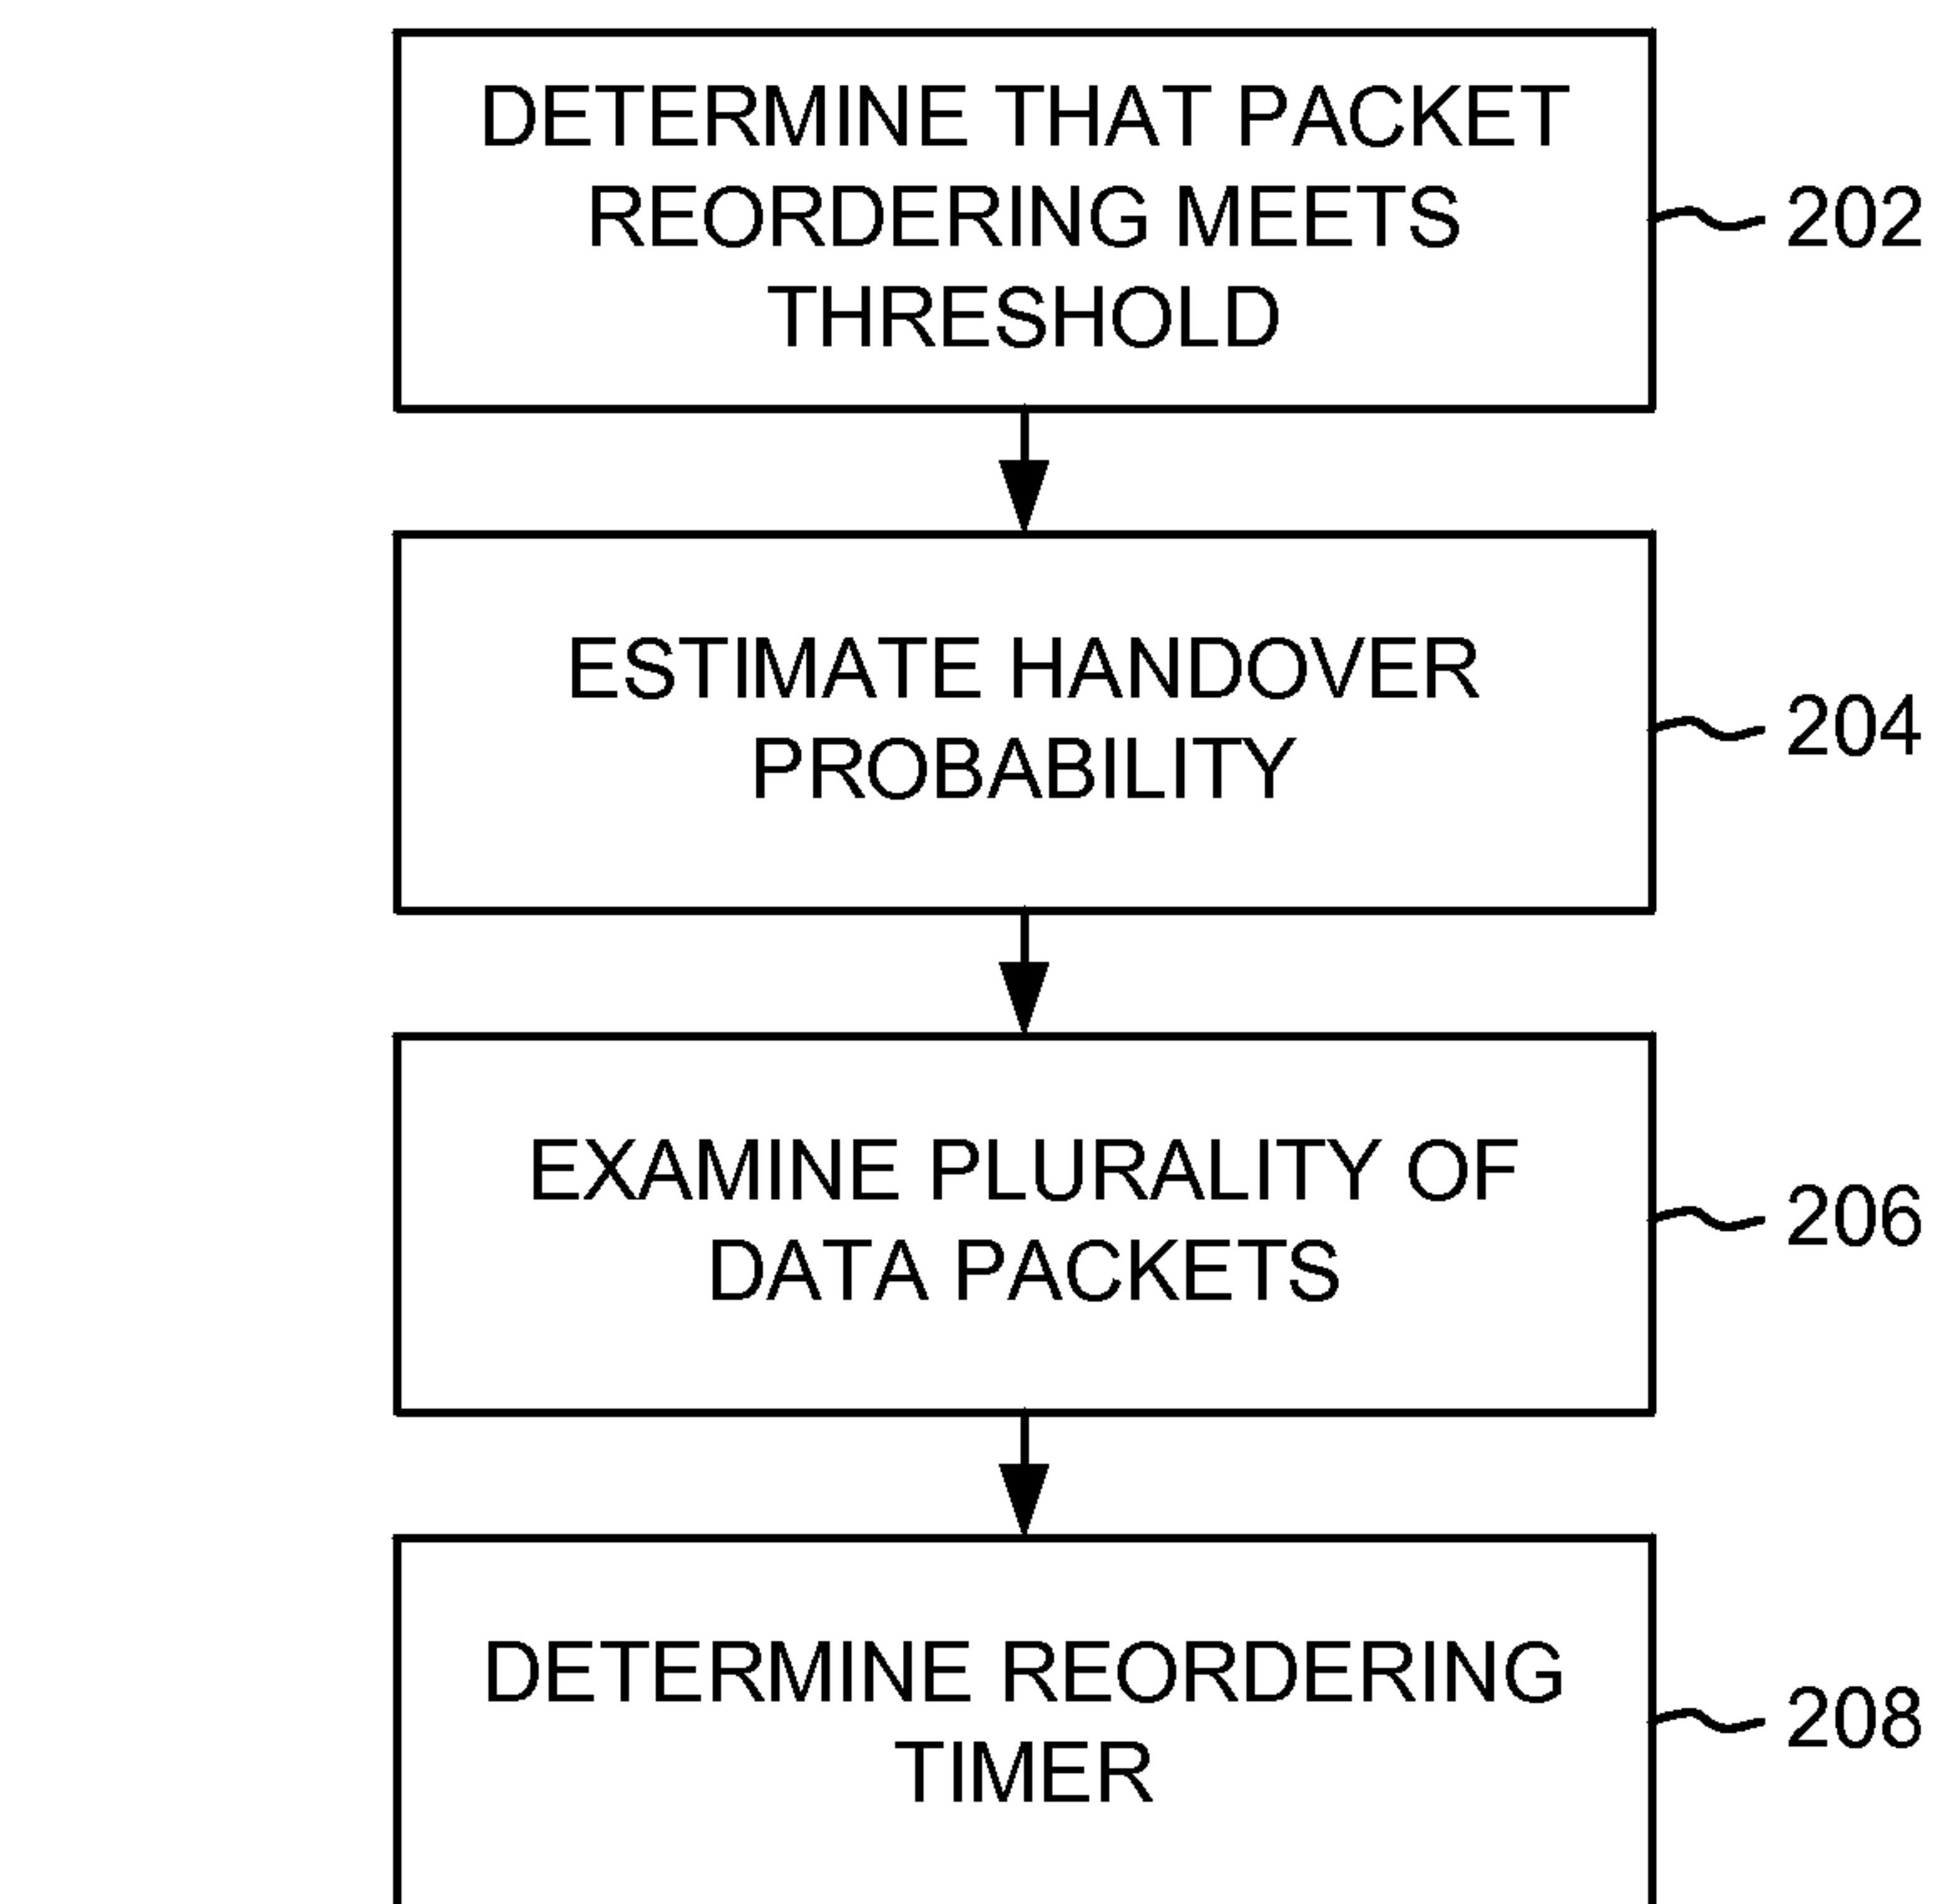 DETERMINE THAT PACKET
REORDERING MEETS
THRESHOLD
202
ESTIMATE HANDOVER
PROBABILITY
204
EXAMINE PLURALITY OF
DATA PACKETS
206
DETERMINE REORDERING
TIMER
208